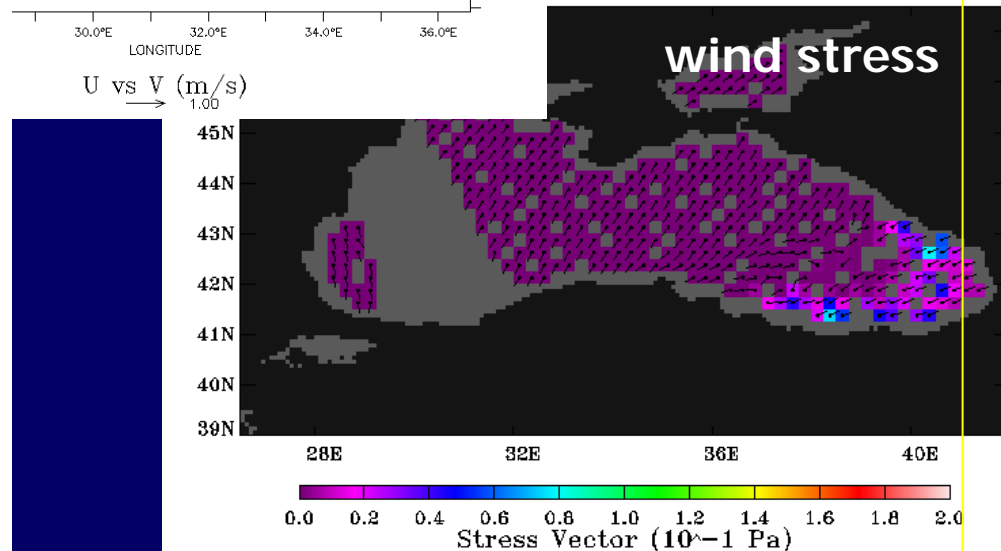 30.0°E 32.0°E 34.0°E 36.0°E
LONGITUDE
U vs V (m/s)
1.00
wind stress
45N
44N
43N
42N
41N
40N
39N
28E 32E 36E 40E
0.0 0.2 0.4 0.6 0.8 1.0 1.2 1.4 1.6 1.8 2.0
Stress Vector (10^-1 Pa)